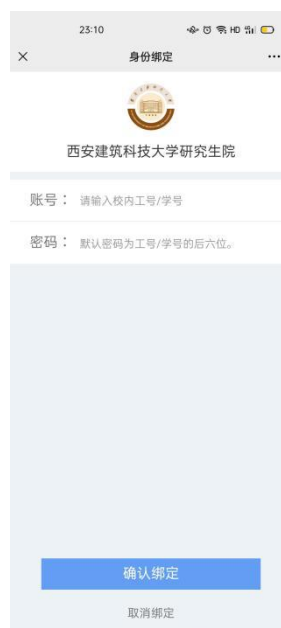 23:10
HD 5G
身份绑定
西安建筑科技大学研究生院
账号： 请输入校内工号/学号
密码： 默认密码为工号/学号的后六位。
确认绑定
取消绑定